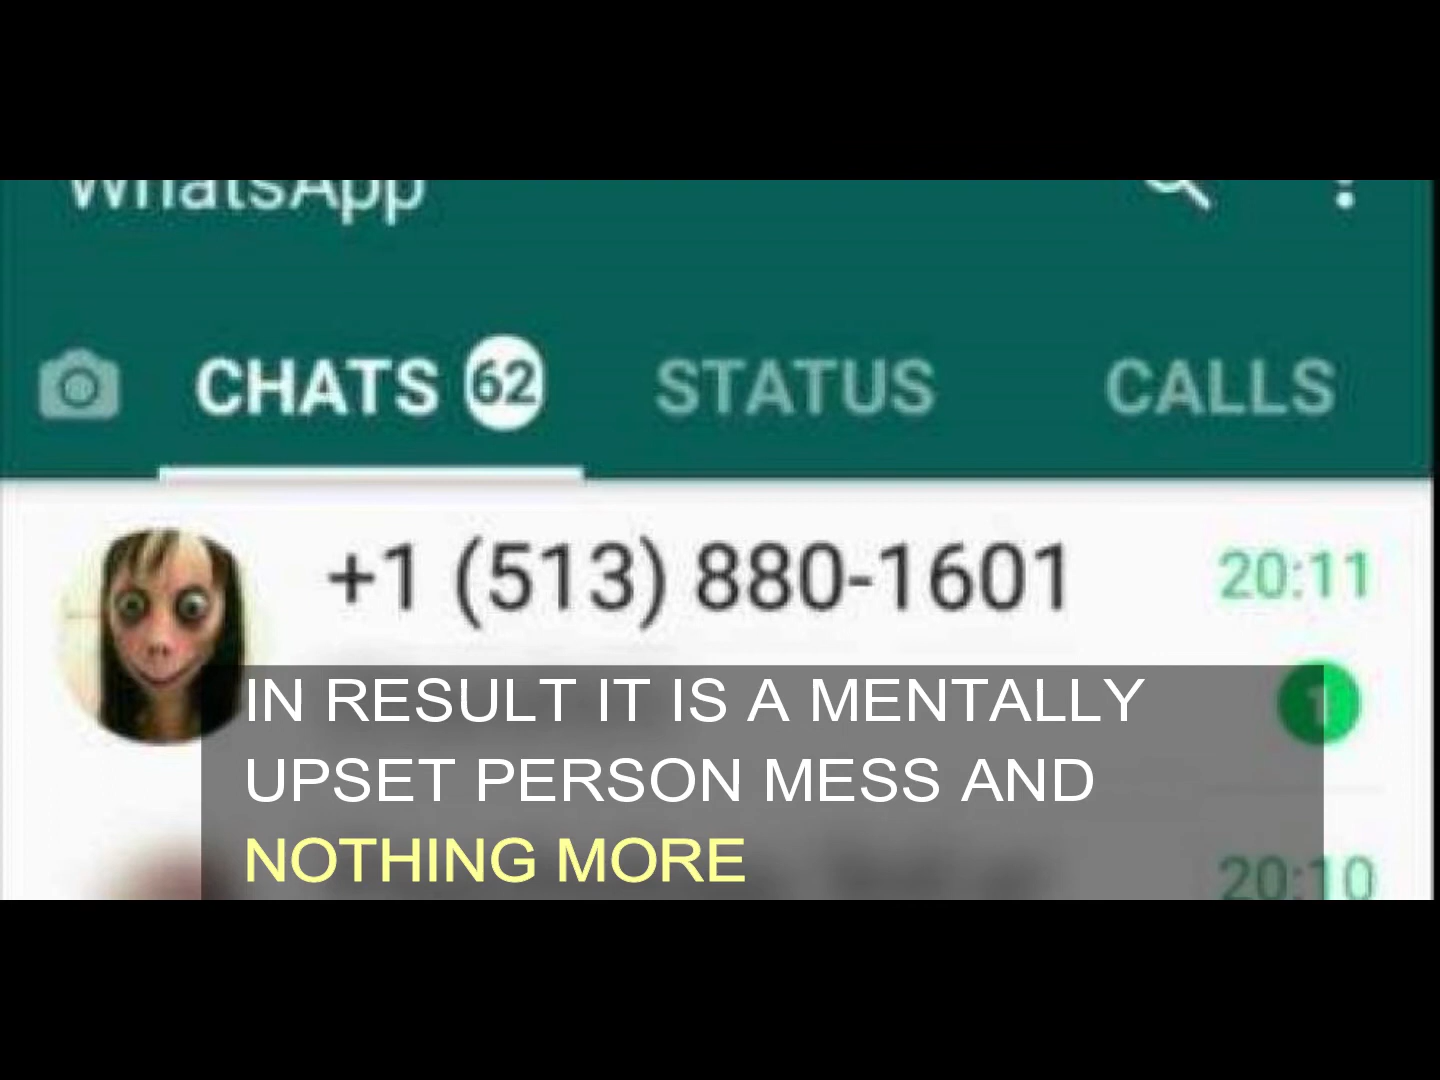 WhatsApp
CHATS 62 STATUS CALLS
+1 (513) 880-1601 20:11
1
IN RESULT IT IS A MENTALLY
UPSET PERSON MESS AND
NOTHING MORE
20:10